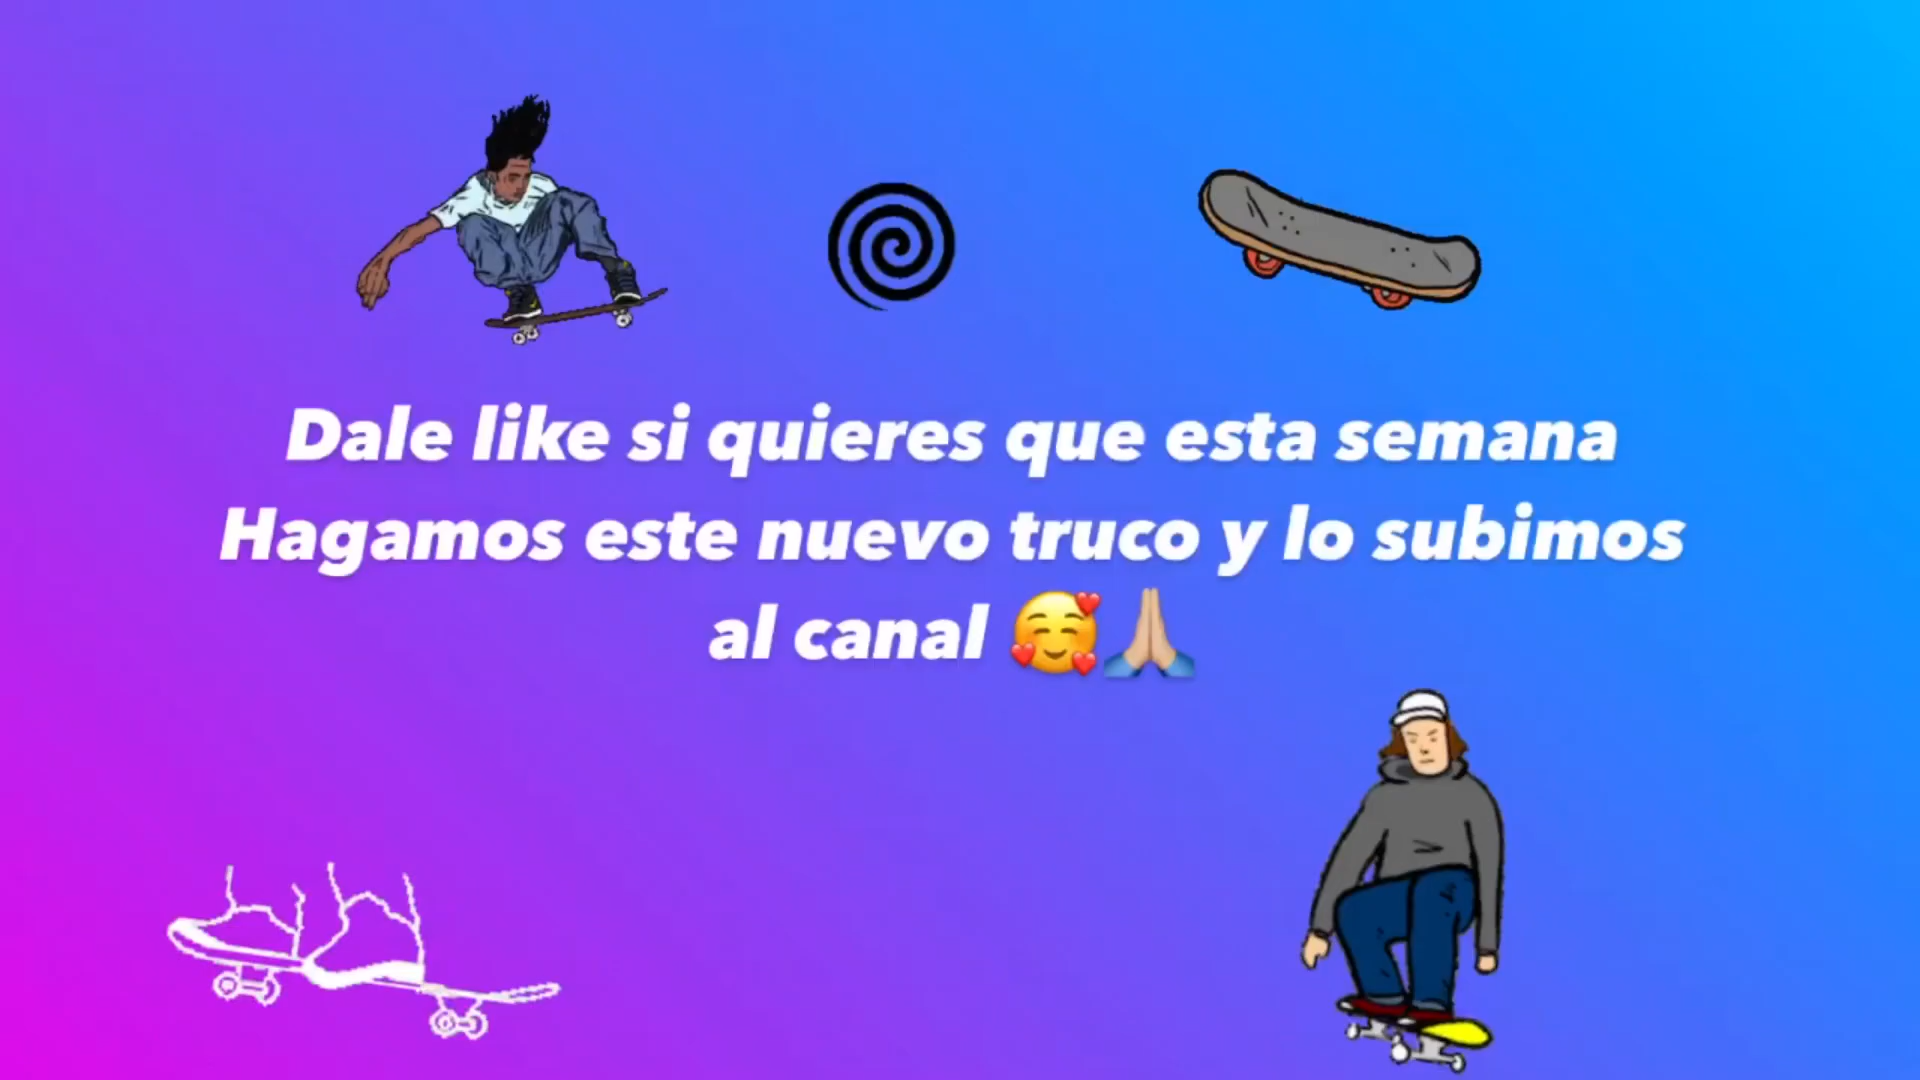 Dale like si quieres que esta semana
Hagamos este nuevo truco y lo subimos
al canal 🥰🙏🏼